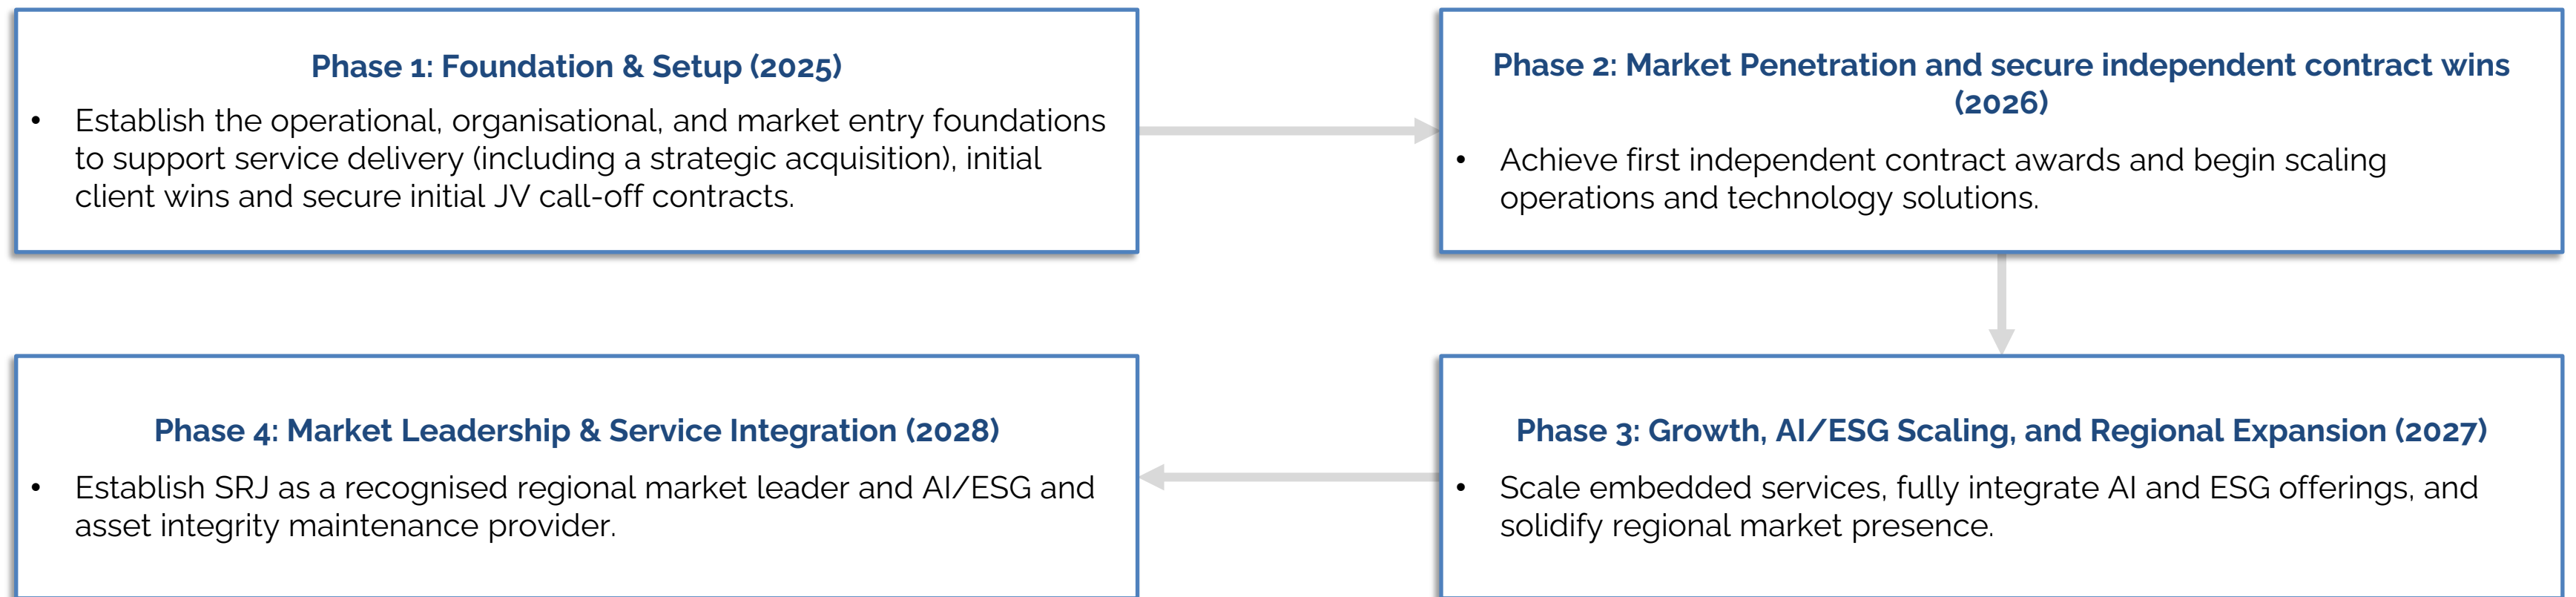 Phase 1: Foundation & Setup (2025)
• Establish the operational, organisational, and market entry foundations
to support service delivery (including a strategic acquisition), initial
client wins and secure initial JV call-off contracts.
Phase 2: Market Penetration and secure independent contract wins
(2026)
• Achieve first independent contract awards and begin scaling
operations and technology solutions.
Phase 3: Growth, AI/ESG Scaling, and Regional Expansion (2027)
• Scale embedded services, fully integrate AI and ESG offerings, and
solidify regional market presence.
Phase 4: Market Leadership & Service Integration (2028)
• Establish SRJ as a recognised regional market leader and AI/ESG and
asset integrity maintenance provider.